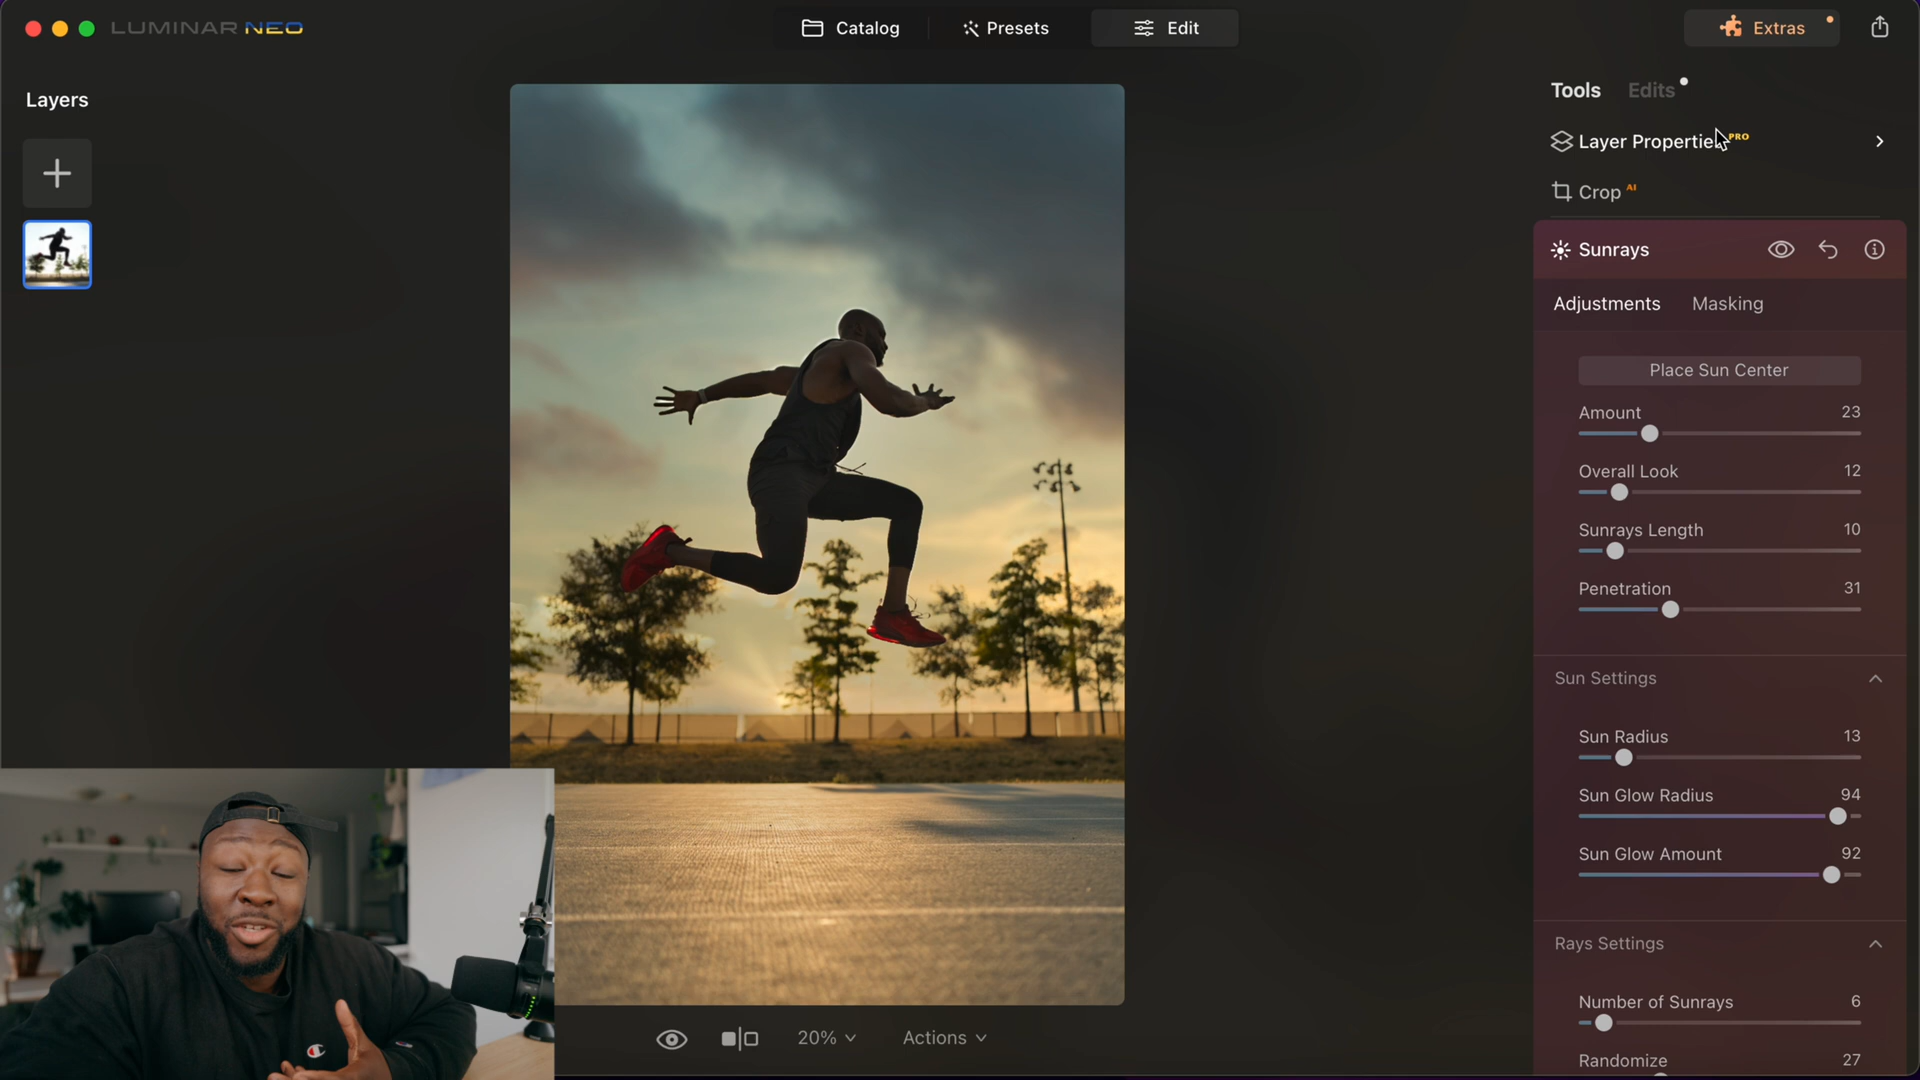 LUMINAR NEO
Catalog
Presets
Edit
Extras
Layers
Tools
Edits
Layer Properties PRO
Crop AI
Sunrays
Adjustments
Masking
Place Sun Center
Amount 23
Overall Look 12
Sunrays Length 10
Penetration 31
Sun Settings
Sun Radius 13
Sun Glow Radius 94
Sun Glow Amount 92
Rays Settings
Number of Sunrays 6
Randomize 27
20%
Actions